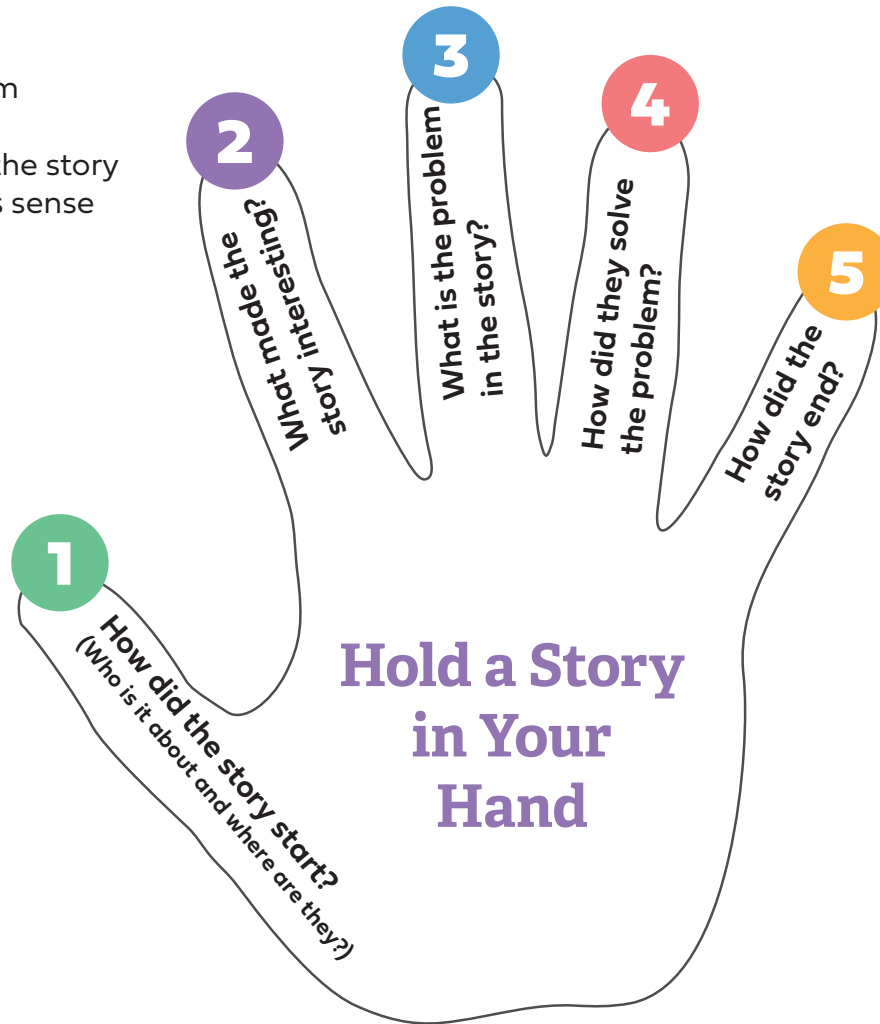 m
the story
s sense
1
How did the story start?
(Who is it about and where are they?)
2
What made the
story interesting?
3
What is the problem
in the story?
4
How did they solve
the problem?
5
How did the
story end?
Hold a Story
in Your
Hand